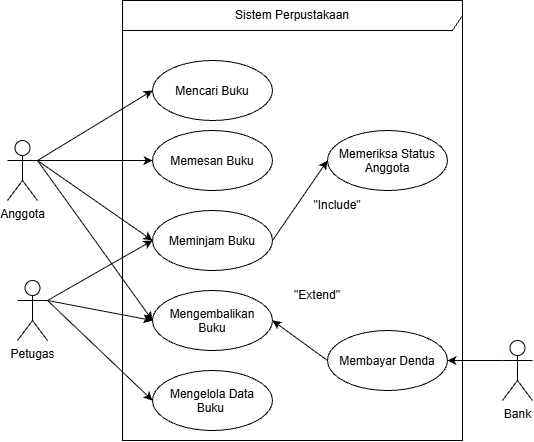 Sistem Perpustakaan
Mencari Buku
Memesan Buku
Memeriksa Status
Anggota
Anggota
"Include"
Meminjam Buku
"Extend"
Mengembalikan
Buku
Petugas
Membayar Denda
Mengelola Data
Buku
Bank